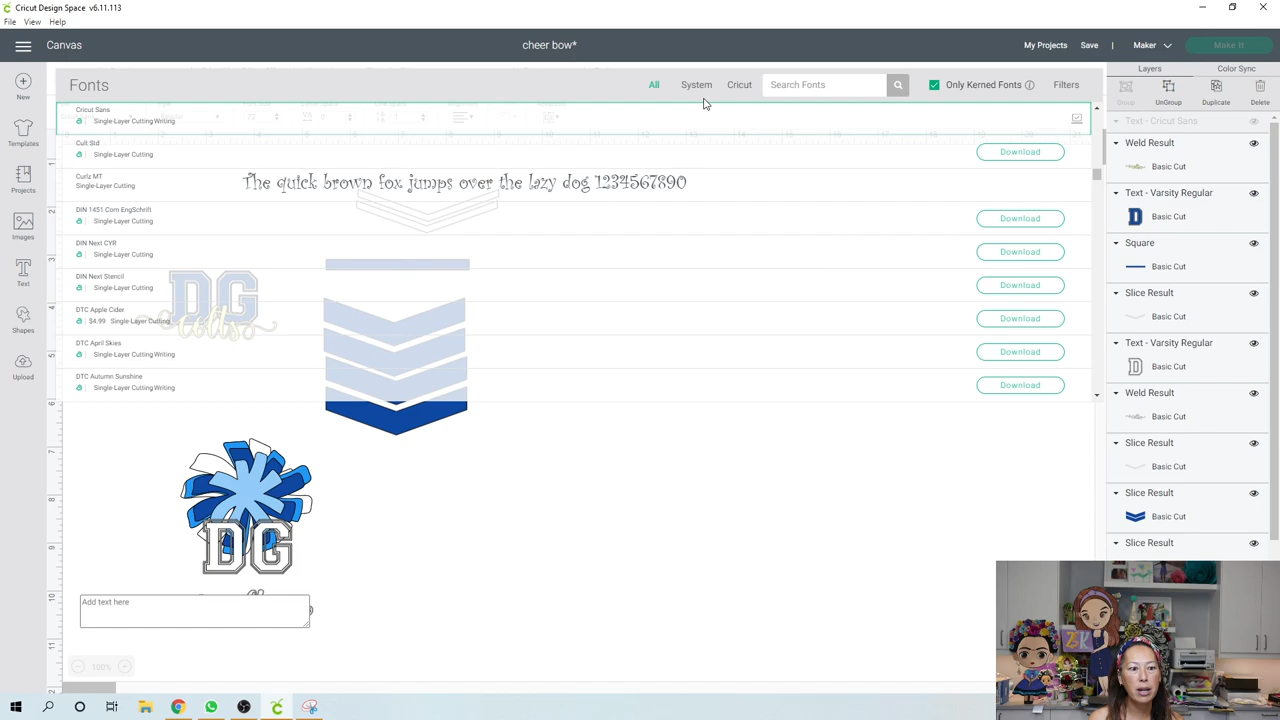 Cricut Design Space v6.11.113
File View Help
Canvas
cheer bow*
My Projects Save | Maker Make It
New
Templates
Projects
Images
Text
Shapes
Upload
Fonts
All System Cricut Search Fonts Only Kerned Fonts Filters
Cricut Sans
Single-Layer Cutting Writing
Cult Std
Single-Layer Cutting
Download
Curlz MT
Single-Layer Cutting
The quick brown fox jumps over the lazy dog 1234567890
DIN 1451 Com EngSchrift
Single-Layer Cutting
Download
DIN Next CYR
Single-Layer Cutting
Download
DIN Next Stencil
Single-Layer Cutting
Download
DTC Apple Cider
$4.99 Single-Layer Cutting
Download
DTC April Skies
Single-Layer Cutting Writing
Download
DTC Autumn Sunshine
Single-Layer Cutting Writing
Download
DG
colts
DG
Add text here
100%
Layers Color Sync
Group UnGroup Duplicate Delete
Text - Cricut Sans
Weld Result
Basic Cut
Text - Varsity Regular
D Basic Cut
Square
Basic Cut
Slice Result
Basic Cut
Text - Varsity Regular
D Basic Cut
Weld Result
Basic Cut
Slice Result
Basic Cut
Slice Result
Basic Cut
Slice Result